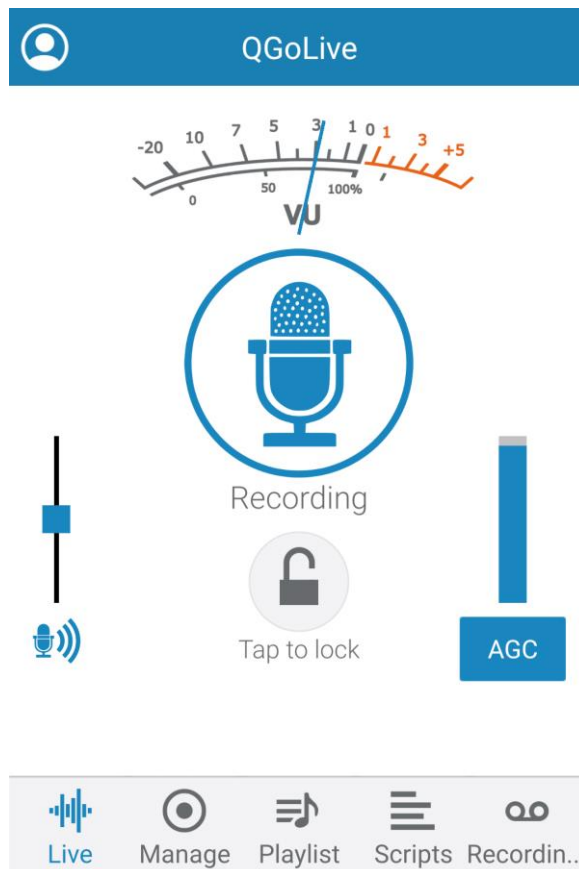 QGoLive
-20 10 7 5 3 1 0 1 3 +5
0 50 100%
VU
Recording
Tap to lock
AGC
Live Manage Playlist Scripts Recordin..